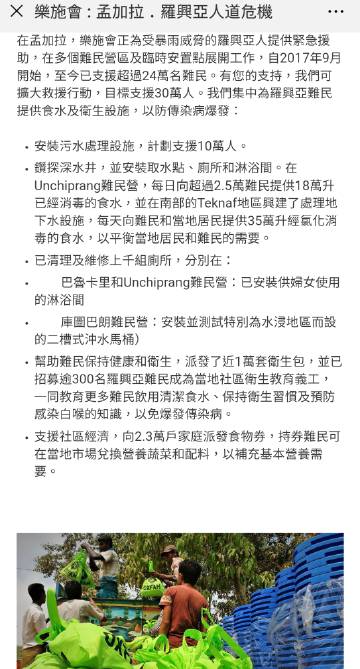 樂施會：孟加拉．羅興亞人道危機
在孟加拉，樂施會正為受暴雨威脅的羅興亞人提供緊急援
助，在多個難民營區及臨時安置點展開工作，自2017年9月
開始，至今已支援超過24萬名難民。有您的支持，我們可
擴大救援行動，目標支援30萬人。我們集中為羅興亞難民
提供食水及衛生設施，以防傳染病爆發：
• 安裝污水處理設施，計劃支援10萬人。
• 鑽探深水井，並安裝取水點、廁所和淋浴間。在
Unchiprang難民營，每日向超過2.5萬難民提供18萬升
已經消毒的食水，並在南部的Teknaf地區興建了處理地
下水設施，每天向難民和當地居民提供35萬升經氯化消
毒的食水，以平衡當地居民和難民的需要。
• 已清理及維修上千組廁所，分別在：
• 巴魯卡里和Unchiprang難民營：已安裝供婦女使用
的淋浴間
• 庫圖巴朗難民營：安裝並測試特別為水浸地區而設
的二槽式沖水馬桶）
• 幫助難民保持健康和衛生，派發了近1萬套衛生包，並已
招募逾300名羅興亞難民成為當地社區衛生教育義工，
一同教育更多難民飲用清潔食水、保持衛生習慣及預防
感染白喉的知識，以免爆發傳染病。
• 支援社區經濟，向2.3萬戶家庭派發食物券，持券難民可
在當地市場兌換營養蔬菜和配料，以補充基本營養需
要。
OXFAM